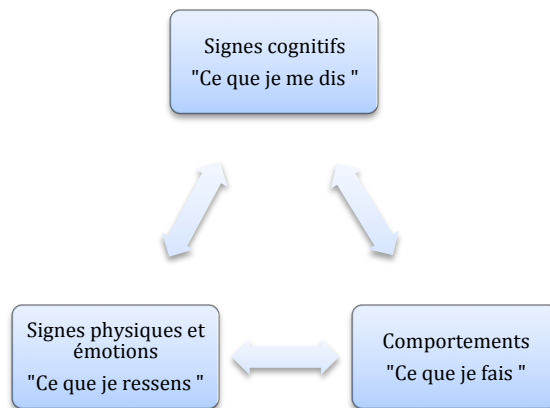 Signes cognitifs
"Ce que je me dis "
Signes physiques et
émotions
"Ce que je ressens "
Comportements
"Ce que je fais "